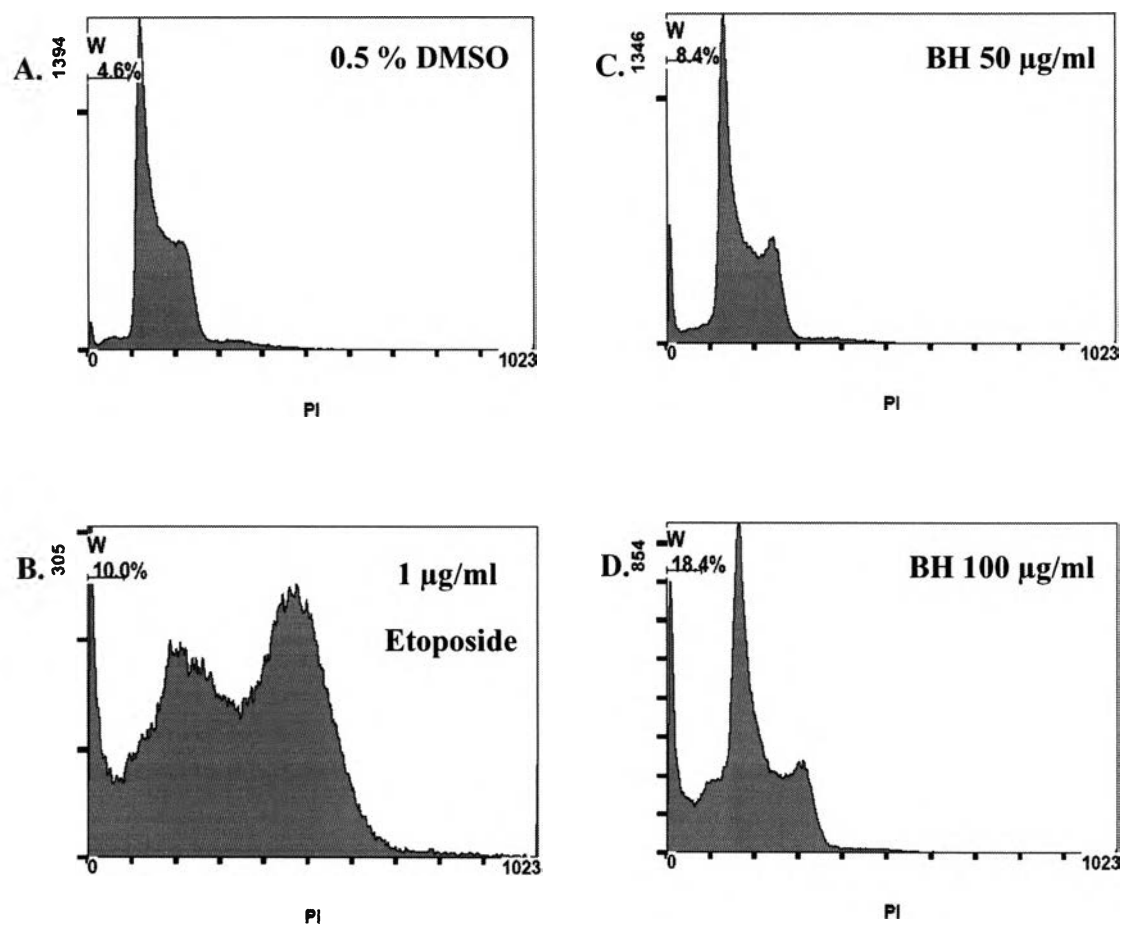 A.
1394
W
4.6%
0.5 % DMSO
0
1023
PI
C.
1346
W
8.4%
BH 50 µg/ml
0
1023
PI
B.
305
W
10.0%
1 µg/ml
Etoposide
0
1023
PI
D.
854
W
18.4%
BH 100 µg/ml
0
1023
PI